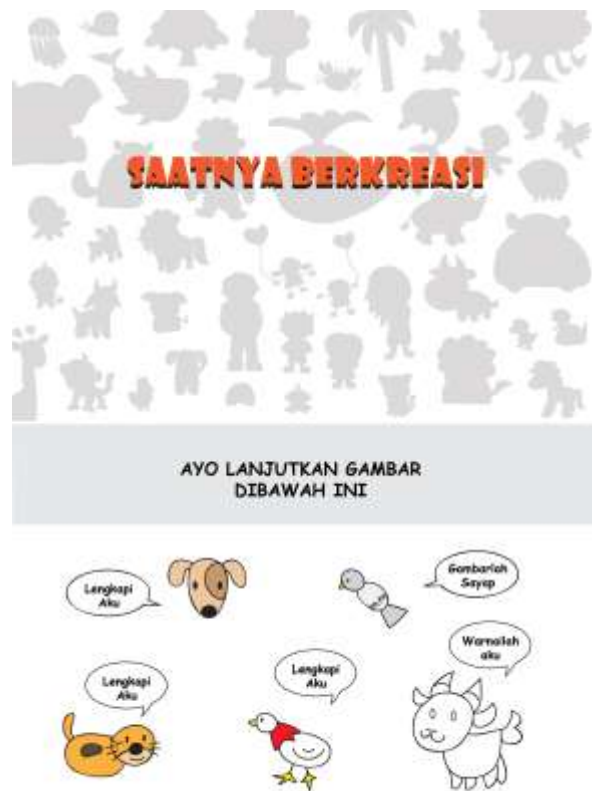 SAATNYA BERKREASI
AYO LANJUTKAN GAMBAR
DIBAWAH INI
Lengkapi
Aku
Gambarlah
Sayap
Warnailah
aku
Lengkapi
Aku
Lengkapi
Aku